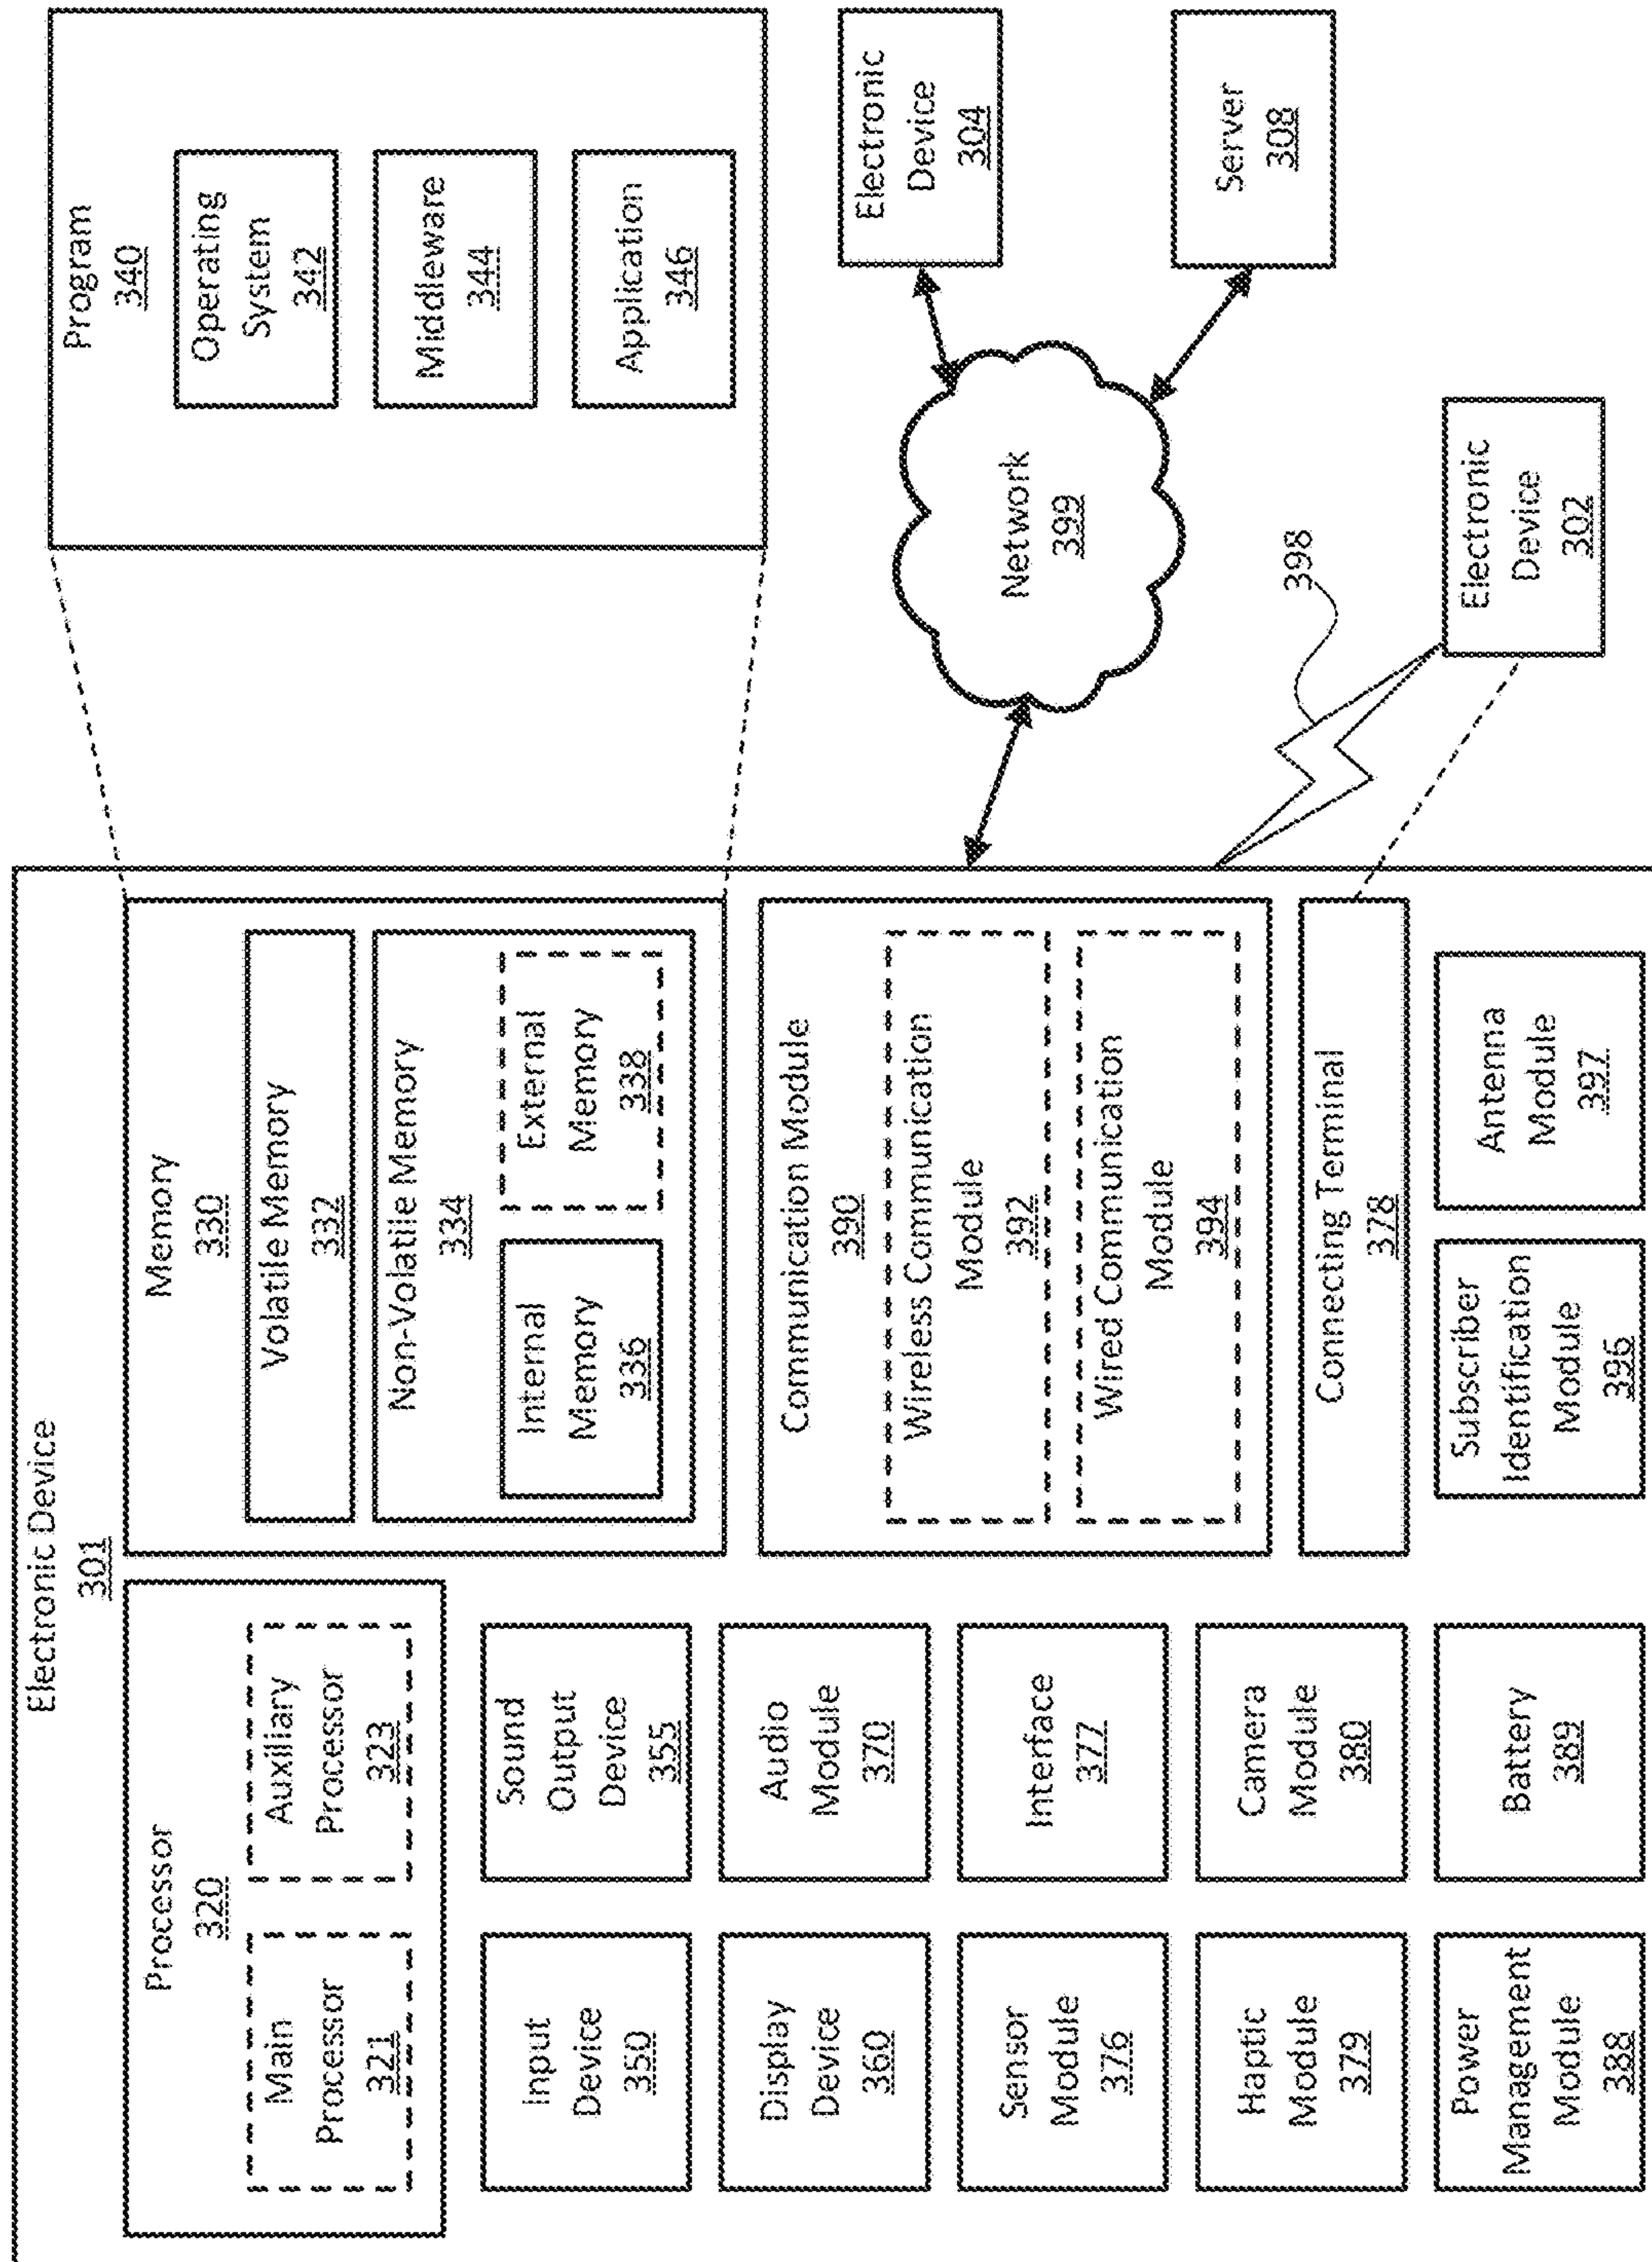 Electronic Device
301
Processor
320
Main
Processor
321
Auxiliary
Processor
323
Input
Device
350
Sound
Output
Device
355
Display
Device
360
Audio
Module
370
Sensor
Module
376
Interface
377
Haptic
Module
379
Camera
Module
380
Power
Management
Module
388
Battery
389
Memory
330
Volatile Memory
332
Non-Volatile Memory
334
Internal
Memory
336
External
Memory
338
Communication Module
390
Wireless Communication
Module
392
Wired Communication
Module
394
Connecting Terminal
378
Subscriber
Identification
Module
396
Antenna
Module
397
Program
340
Operating
System
342
Middleware
344
Application
346
Network
399
Electronic
Device
304
Server
308
398
Electronic
Device
302